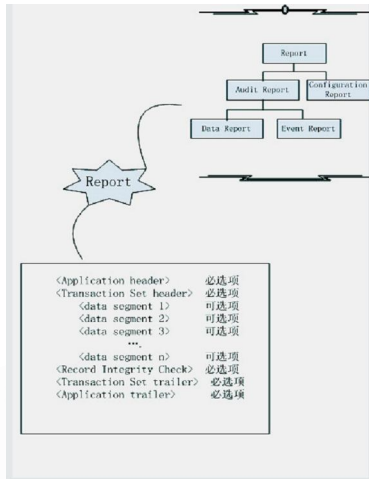 Report
Audit Report
Configuration
Report
Data Report
Event Report
Report
<Application header> 必选项
<Transaction Set header> 必选项
<data segment 1> 可选项
<data segment 2> 可选项
<data segment 3> 可选项
….
<data segment n> 可选项
<Record Integrity Check> 必选项
<Transaction Set trailer> 必选项
<Application trailer> 必选项